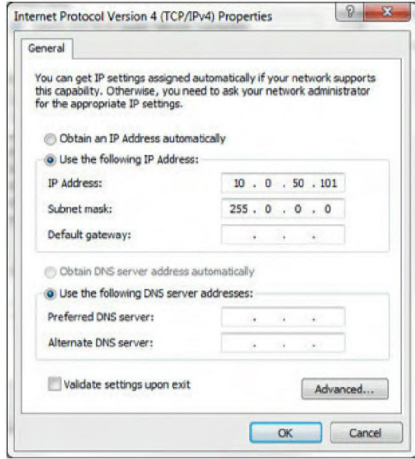 Internet Protocol Version 4 (TCP/IPv4) Properties
?
General
You can get IP settings assigned automatically if your network supports
this capability. Otherwise, you need to ask your network administrator
for the appropriate IP settings.
Obtain an IP Address automatically
Use the following IP Address:
IP Address: 10 . 0 . 50 . 101
Subnet mask: 255 . 0 . 0 . 0
Default gateway: . . .
Obtain DNS server address automatically
Use the following DNS server addresses:
Preferred DNS server: . . .
Alternate DNS server: . . .
Validate settings upon exit
Advanced...
OK Cancel